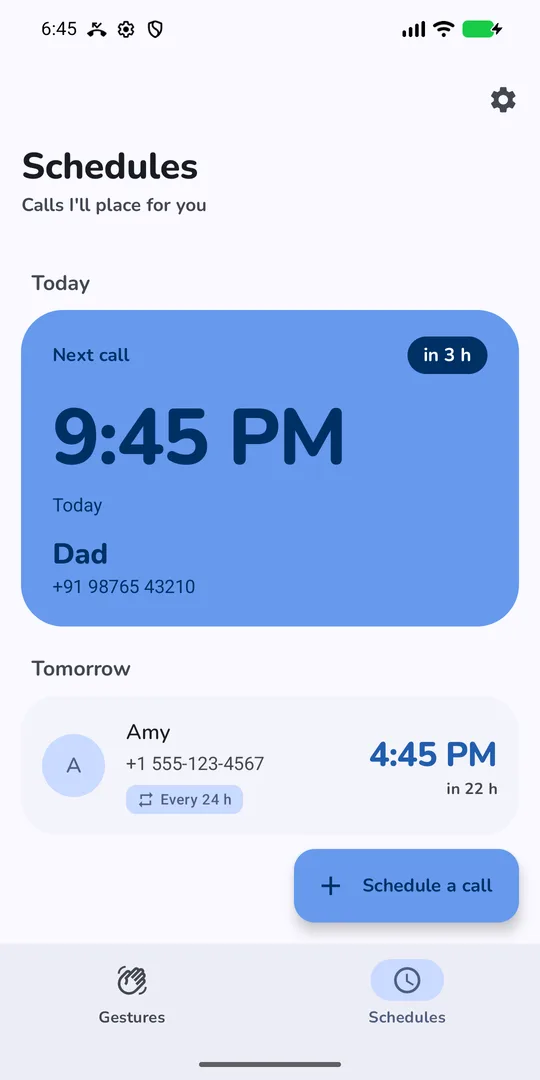 6:45
Schedules
Calls I'll place for you
Today
Next call
in 3 h
9:45 PM
Today
Dad
+91 98765 43210
Tomorrow
A
Amy
+1 555-123-4567
Every 24 h
4:45 PM
in 22 h
+ Schedule a call
Gestures
Schedules